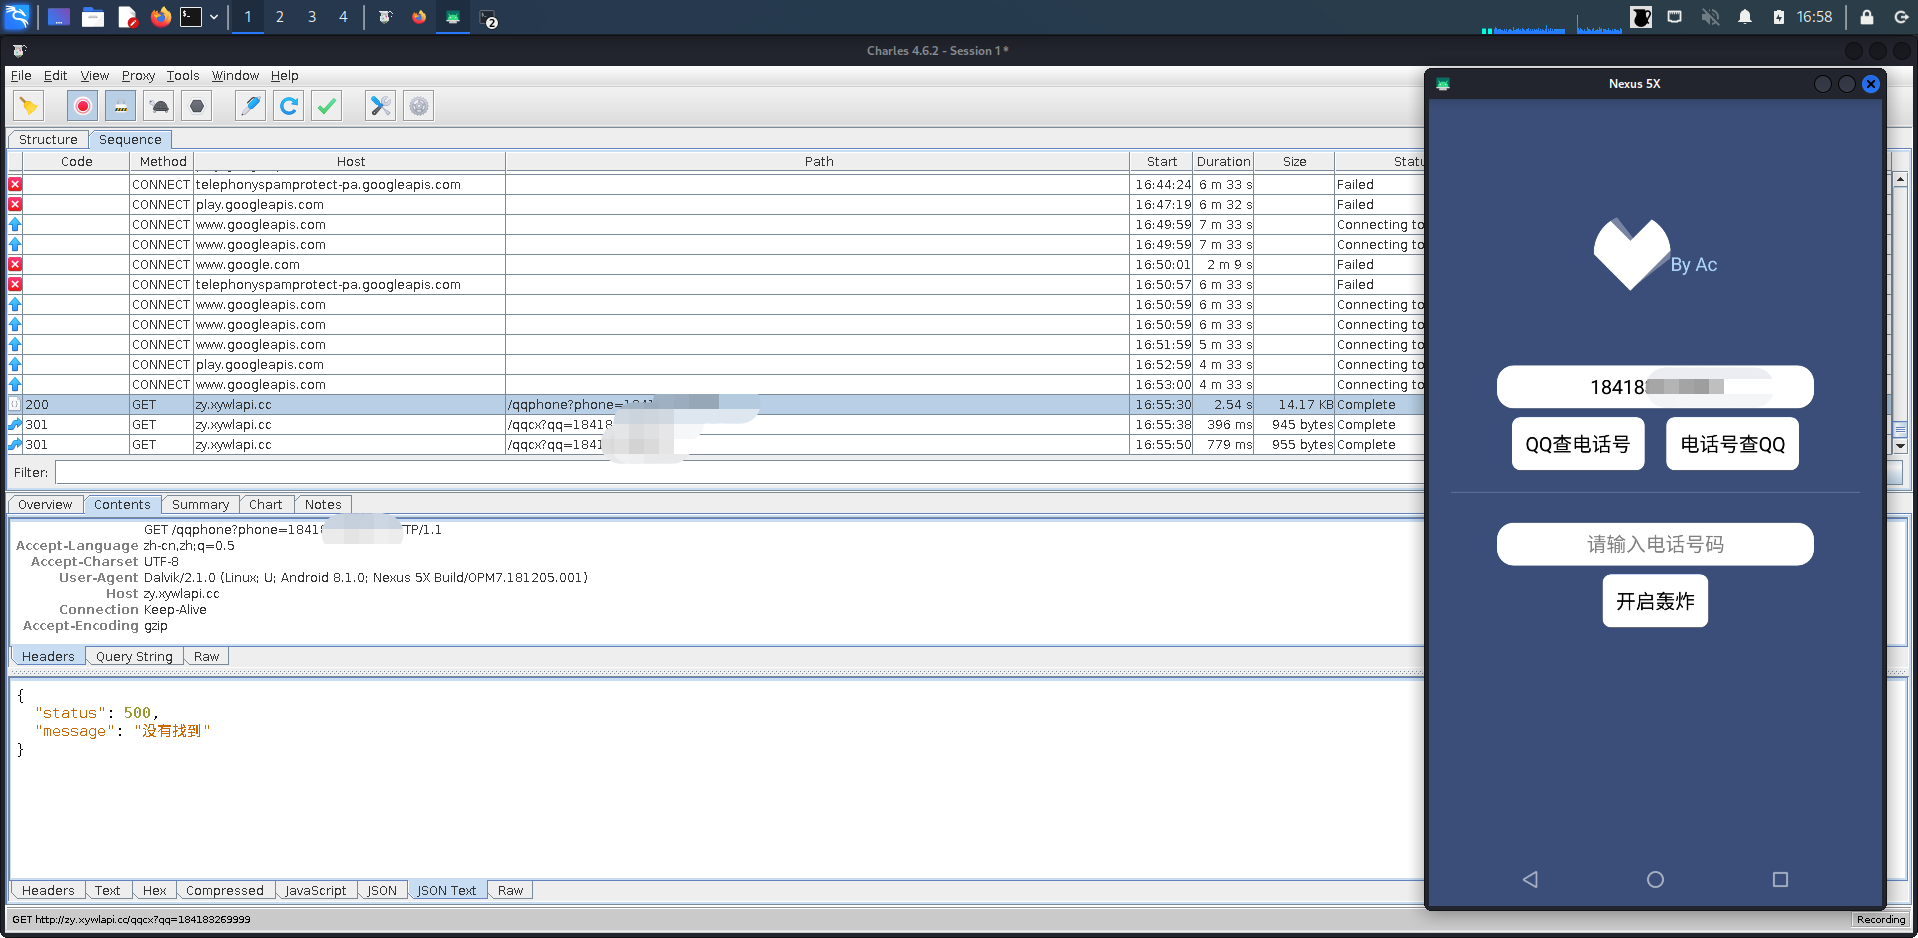 1 2 3 4
2
16:58
Charles 4.6.2 - Session 1 *
File Edit View Proxy Tools Window Help
Structure Sequence
Code Method Host Path Start Duration Size Statu
CONNECT telephonyspamprotect-pa.googleapis.com 16:44:24 6 m 33 s Failed
CONNECT play.googleapis.com 16:47:19 6 m 32 s Failed
CONNECT www.googleapis.com 16:49:59 7 m 33 s Connecting to
CONNECT www.googleapis.com 16:49:59 7 m 33 s Connecting to
CONNECT www.google.com 16:50:01 2 m 9 s Failed
CONNECT telephonyspamprotect-pa.googleapis.com 16:50:57 6 m 33 s Failed
CONNECT www.googleapis.com 16:50:59 6 m 33 s Connecting to
CONNECT www.googleapis.com 16:50:59 6 m 33 s Connecting to
CONNECT www.googleapis.com 16:51:59 5 m 33 s Connecting to
CONNECT play.googleapis.com 16:52:59 4 m 33 s Connecting to
CONNECT www.googleapis.com 16:53:00 4 m 33 s Connecting to
200 GET zy.xywlapi.cc /qqphone?phone=1841 16:55:30 2.54 s 14.17 KB Complete
301 GET zy.xywlapi.cc /qqcx?qq=18418 16:55:38 396 ms 945 bytes Complete
301 GET zy.xywlapi.cc /qqcx?qq=1841 16:55:50 779 ms 955 bytes Complete
Filter:
Overview Contents Summary Chart Notes
GET /qqphone?phone=1841 TP/1.1
Accept-Language zh-cn,zh;q=0.5
Accept-Charset UTF-8
User-Agent Dalvik/2.1.0 (Linux; U; Android 8.1.0; Nexus 5X Build/OPM7.181205.001)
Host zy.xywlapi.cc
Connection Keep-Alive
Accept-Encoding gzip
Headers Query String Raw
{
"status": 500,
"message": "没有找到"
}
Headers Text Hex Compressed JavaScript JSON JSON Text Raw
GET http://zy.xywlapi.cc/qqcx?qq=184183269999
Recording
Nexus 5X
By Ac
18418
QQ查电话号 电话号查QQ
请输入电话号码
开启轰炸